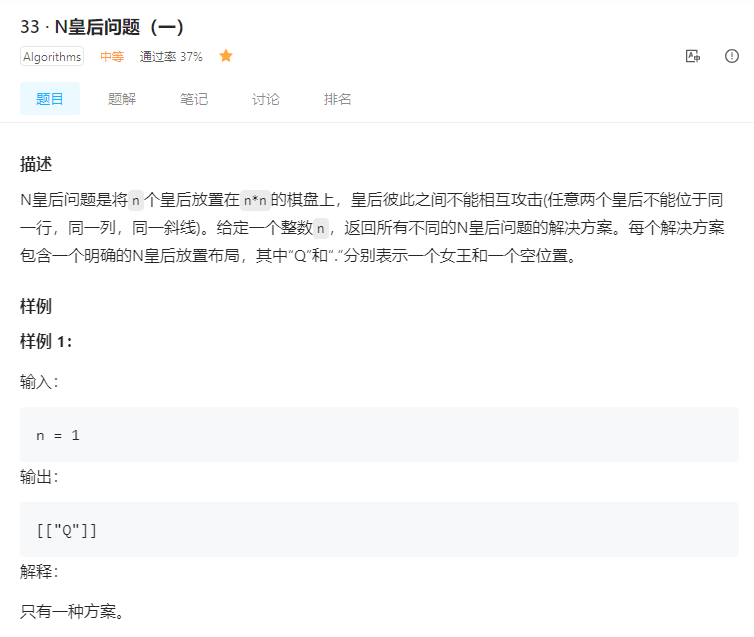 33 · N皇后问题（一）
Algorithms 中等 通过率 37%
题目 题解 笔记 讨论 排名
描述
N皇后问题是将 n 个皇后放置在 n*n 的棋盘上，皇后彼此之间不能相互攻击(任意两个皇后不能位于同
一行，同一列，同一斜线)。给定一个整数 n ，返回所有不同的N皇后问题的解决方案。每个解决方案
包含一个明确的N皇后放置布局，其中“Q”和“.”分别表示一个女王和一个空位置。
样例
样例 1：
输入：
n = 1
输出：
[["Q"]]
解释：
只有一种方案。